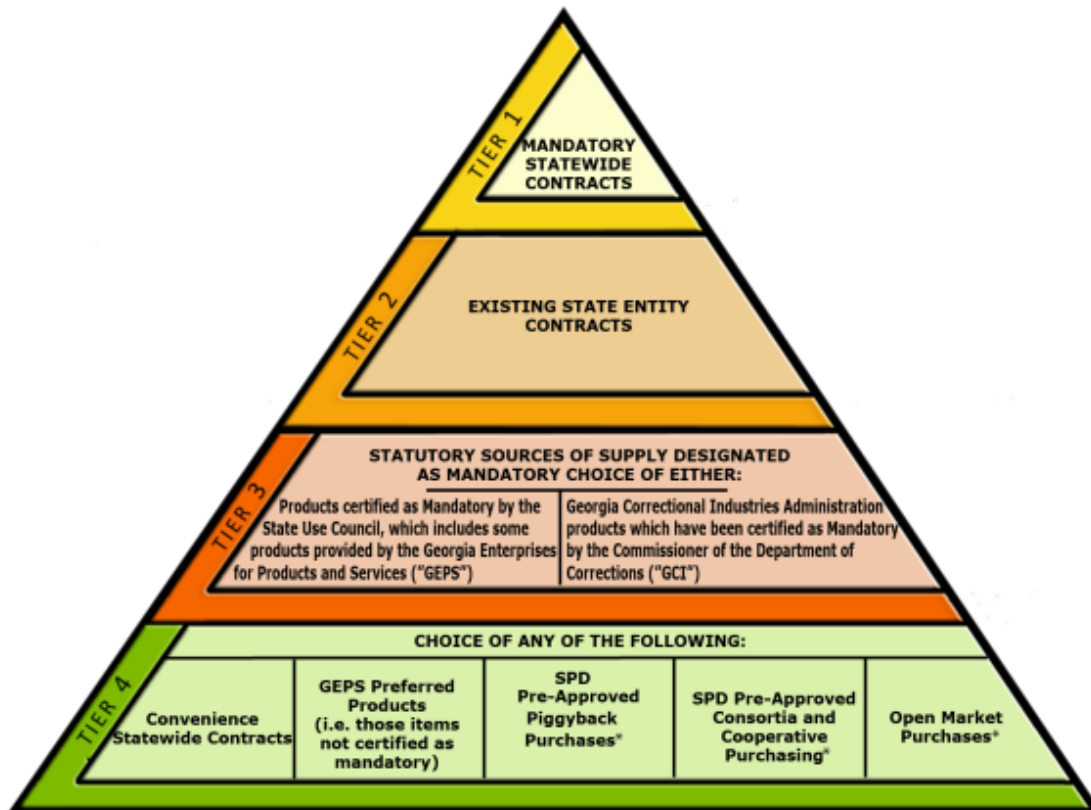 TIER 1
MANDATORY
STATEWIDE
CONTRACTS
TIER 2
EXISTING STATE ENTITY
CONTRACTS
TIER 3
STATUTORY SOURCES OF SUPPLY DESIGNATED
AS MANDATORY CHOICE OF EITHER:
Products certified as Mandatory by the
State Use Council, which includes some
products provided by the Georgia Enterprises
for Products and Services ("GEPS")
Georgia Correctional Industries Administration
products which have been certified as Mandatory
by the Commissioner of the Department of
Corrections ("GCI")
TIER 4
CHOICE OF ANY OF THE FOLLOWING:
Convenience
Statewide Contracts
GEPS Preferred
Products
(i.e. those items
not certified as
mandatory)
SPD
Pre-Approved
Piggyback
Purchases*
SPD Pre-Approved
Consortia and
Cooperative
Purchasing*
Open Market
Purchases*